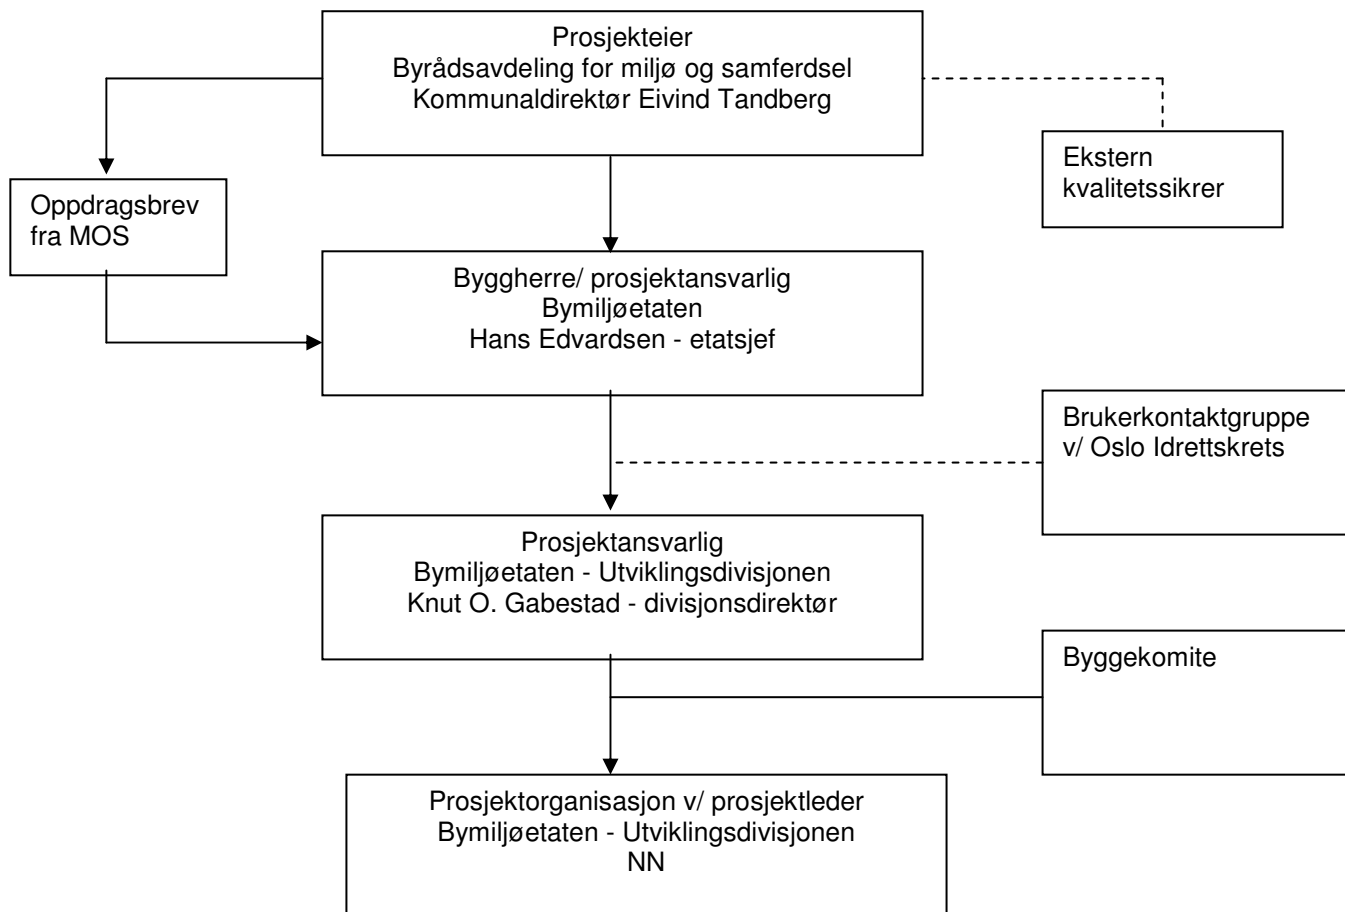 Prosjekteier
Byrådsavdeling for miljø og samferdsel
Kommunaldirektør Eivind Tandberg
Ekstern
kvalitetssikrer
Oppdragsbrev
fra MOS
Byggherre/ prosjektansvarlig
Bymiljøetaten
Hans Edvardsen - etatsjef
Brukerkontaktgruppe
v/ Oslo Idrettskrets
Prosjektansvarlig
Bymiljøetaten - Utviklingsdivisjonen
Knut O. Gabestad - divisjonsdirektør
Byggekomite
Prosjektorganisasjon v/ prosjektleder
Bymiljøetaten - Utviklingsdivisjonen
NN